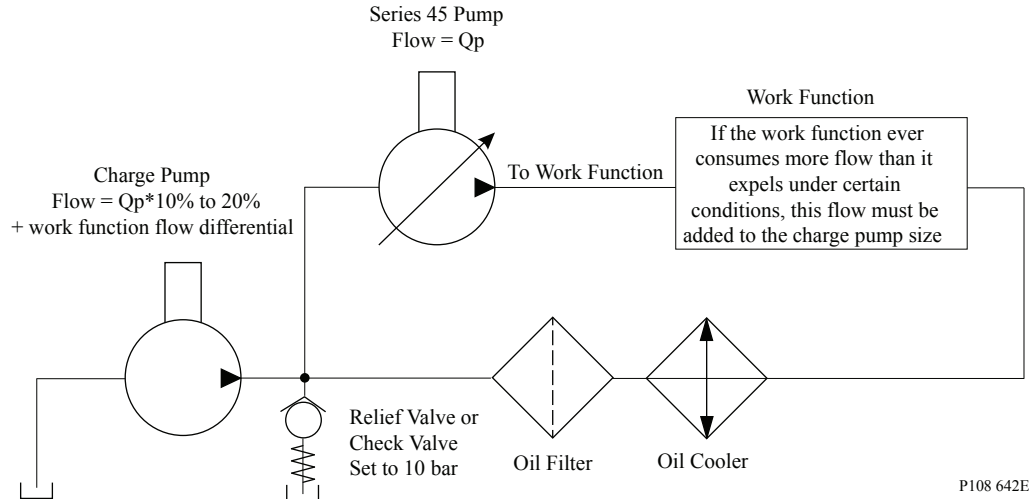 Series 45 Pump
Flow = Qp
Work Function
If the work function ever
consumes more flow than it
expels under certain
conditions, this flow must be
added to the charge pump size
To Work Function
Charge Pump
Flow = Qp*10% to 20%
+ work function flow differential
Relief Valve or
Check Valve
Set to 10 bar
Oil Filter
Oil Cooler
P108 642E